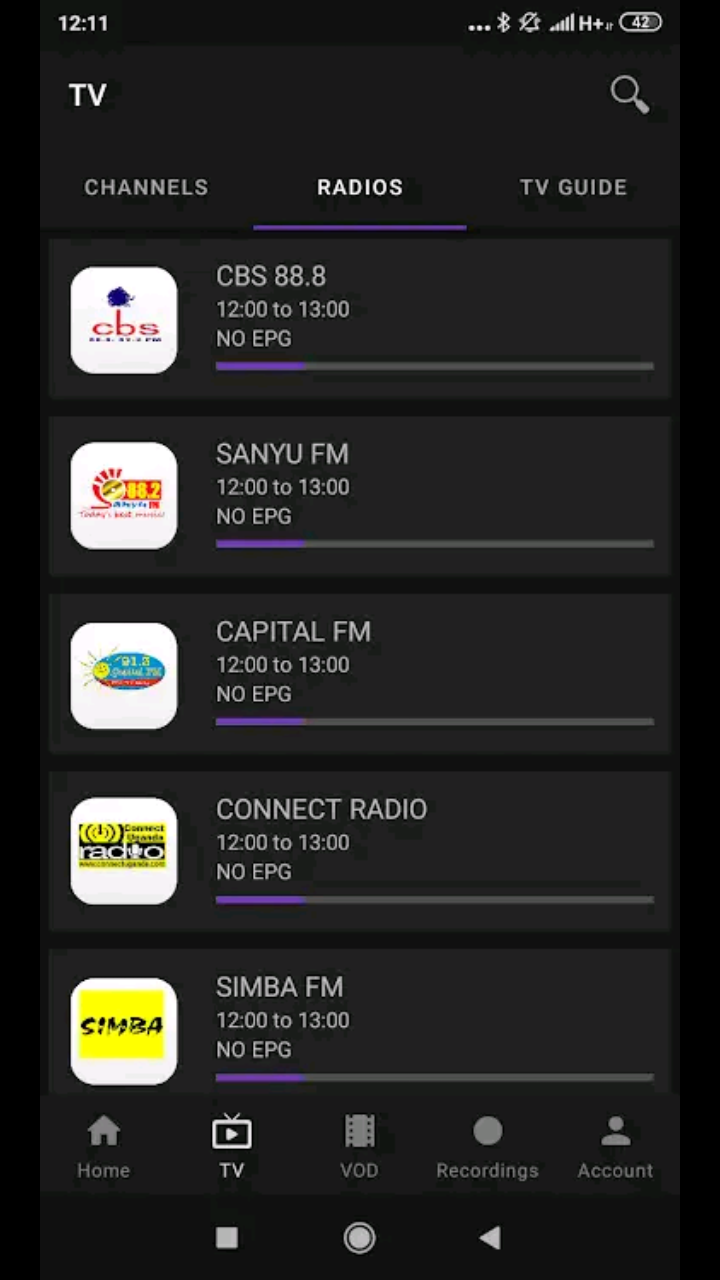 12:11
H+
42
TV
CHANNELS
RADIOS
TV GUIDE
CBS 88.8
12:00 to 13:00
NO EPG
cbs
SANYU FM
12:00 to 13:00
NO EPG
88.2
Today's best music!
CAPITAL FM
12:00 to 13:00
NO EPG
91.3
Capital FM
CONNECT RADIO
12:00 to 13:00
NO EPG
Connect
Uganda
radio
www.connectuganda.com
SIMBA FM
12:00 to 13:00
NO EPG
SIMBA
Home
TV
VOD
Recordings
Account